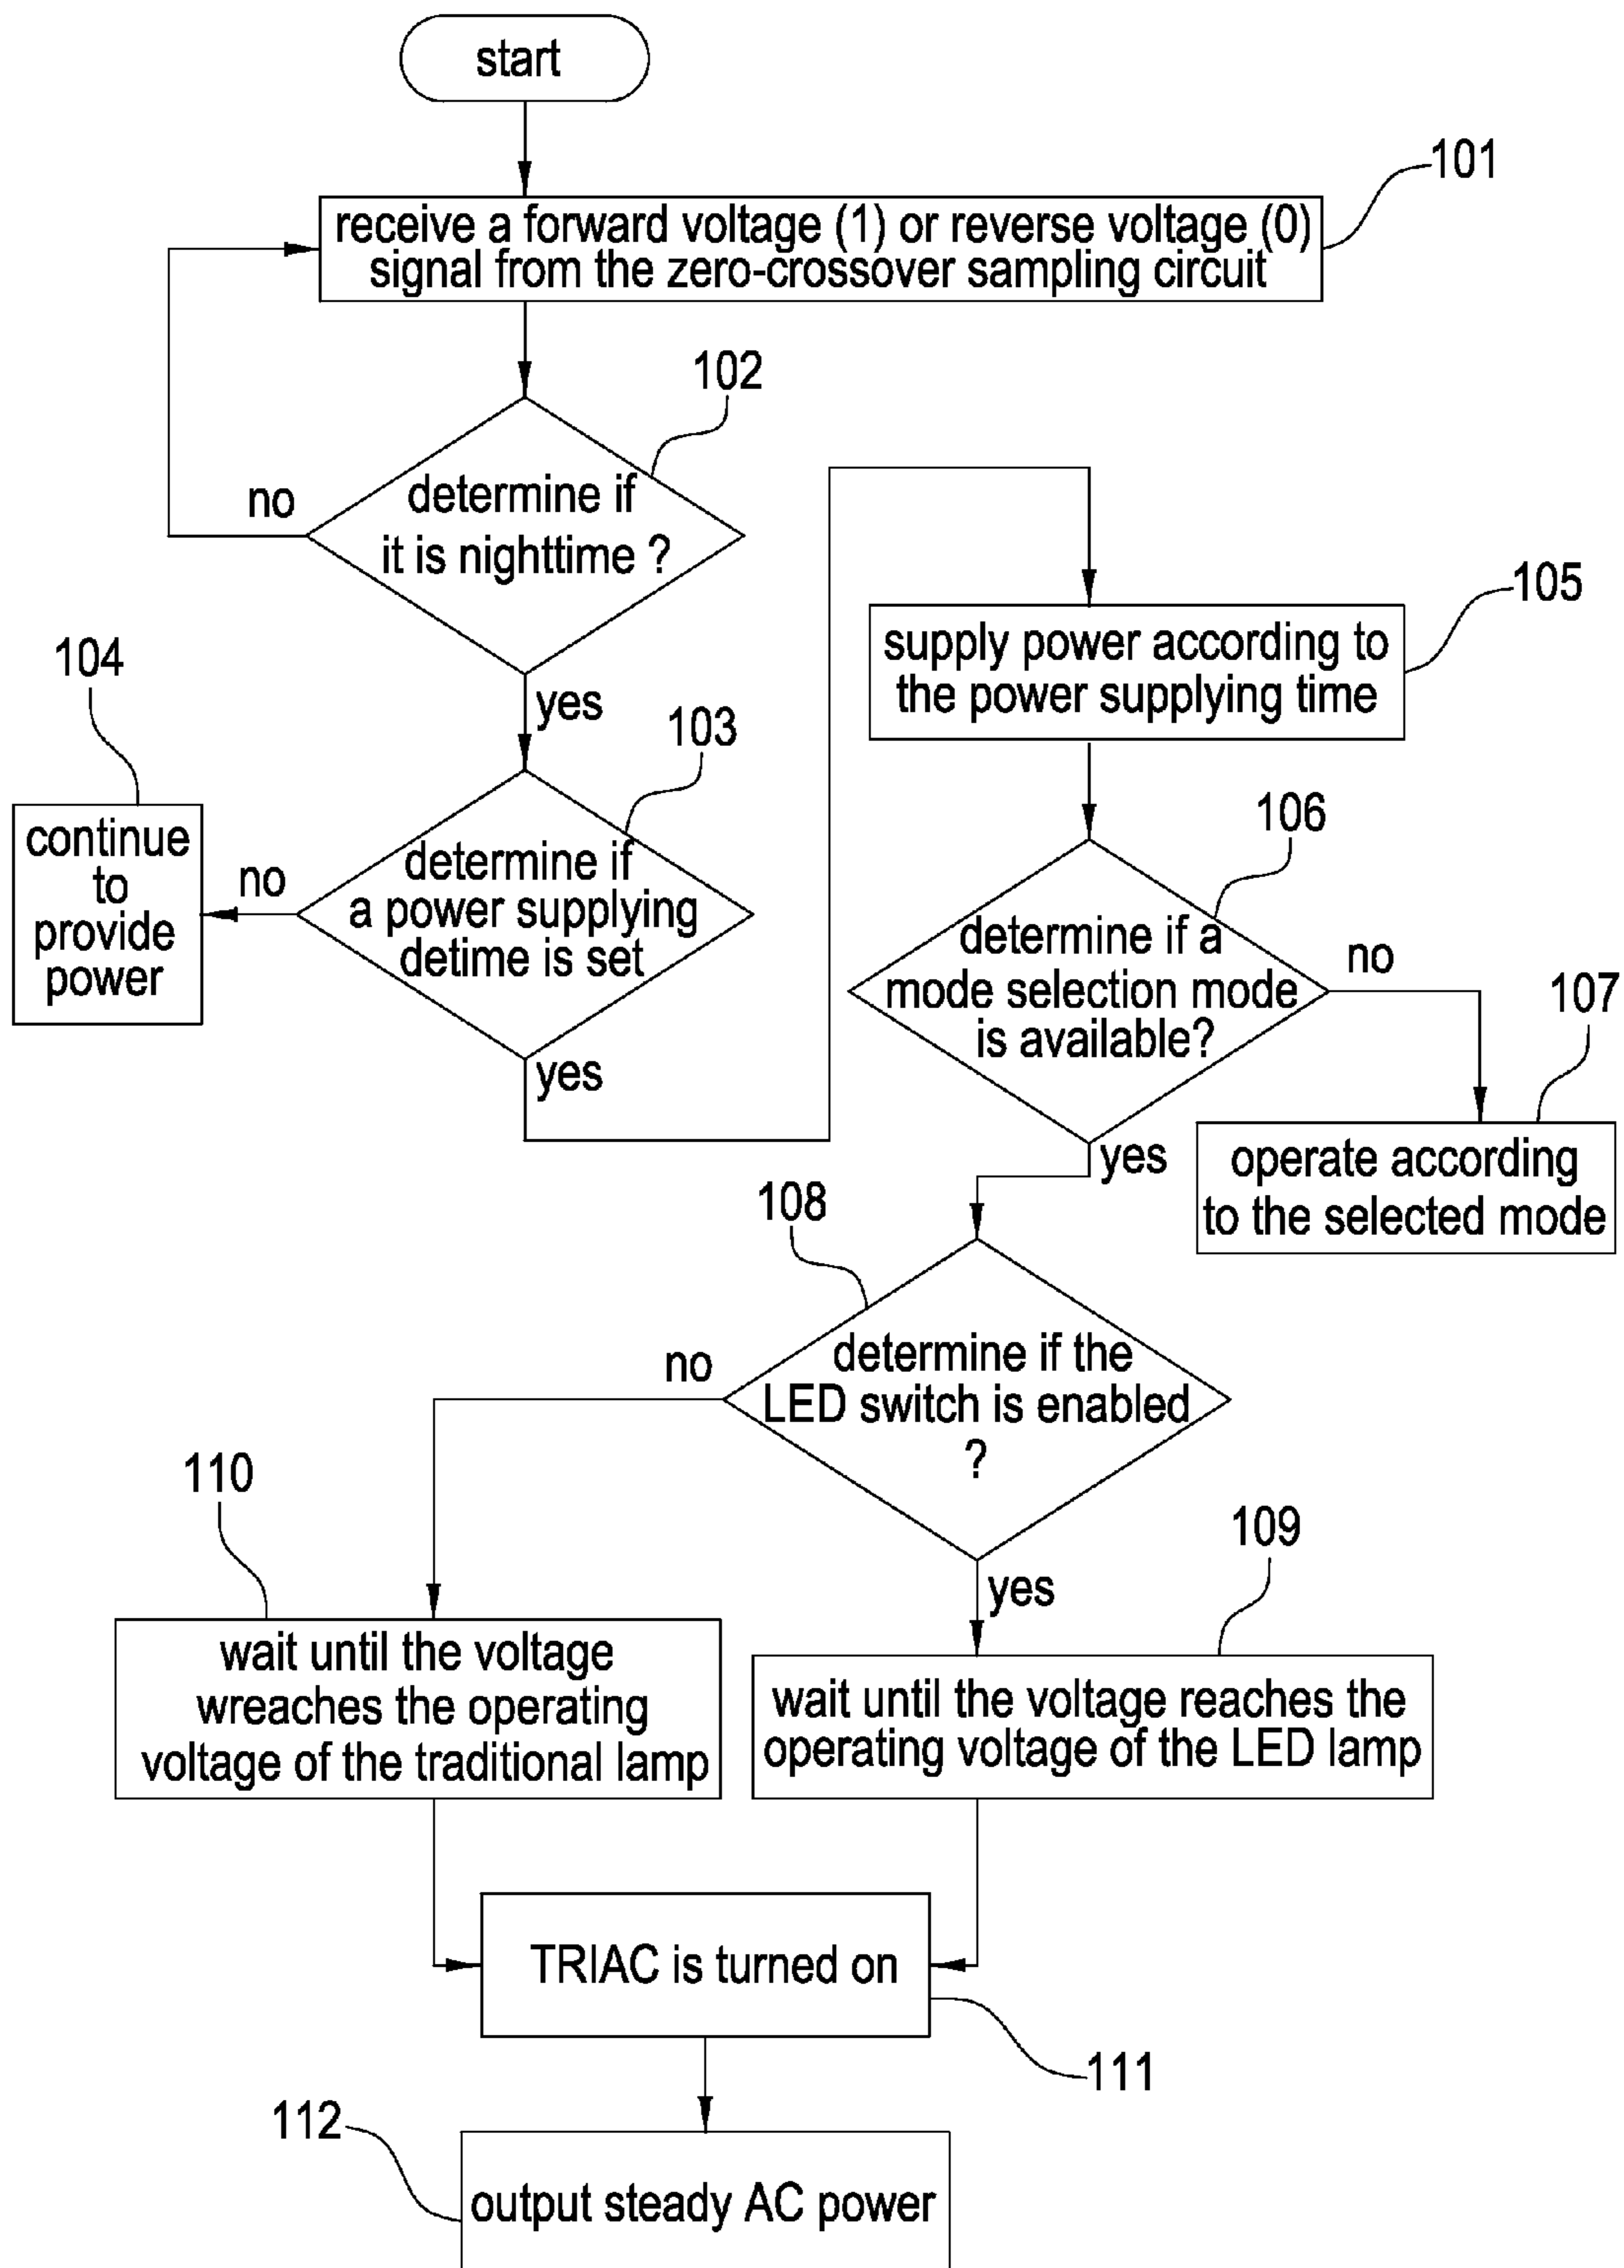 start
101
receive a forward voltage (1) or reverse voltage (0)
signal from the zero-crossover sampling circuit
102
no
determine if
it is nighttime ?
yes
103
104
continue
to
provide
power
no
determine if
a power supplying
detime is set
yes
105
supply power according to
the power supplying time
106
determine if a
mode selection mode
is available?
no
107
operate according
to the selected mode
yes
108
determine if the
LED switch is enabled
?
no
yes
110
wait until the voltage
wreaches the operating
voltage of the traditional lamp
109
wait until the voltage reaches the
operating voltage of the LED lamp
TRIAC is turned on
111
112
output steady AC power